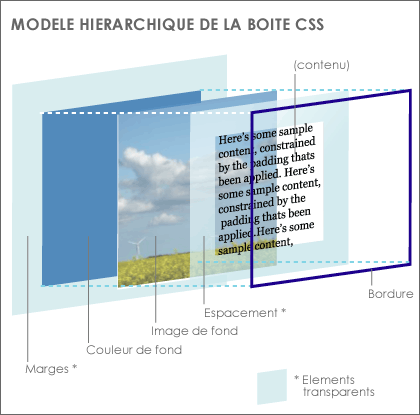 MODELE HIERARCHIQUE DE LA BOITE CSS
(contenu)
Here's some sample
content, constrained
by the padding thats
been applied. Here's
some sample content,
constrained by the
padding thats been
applied.Here's some
sample content,
Bordure
Espacement *
Image de fond
Couleur de fond
Marges *
* Elements
transparents